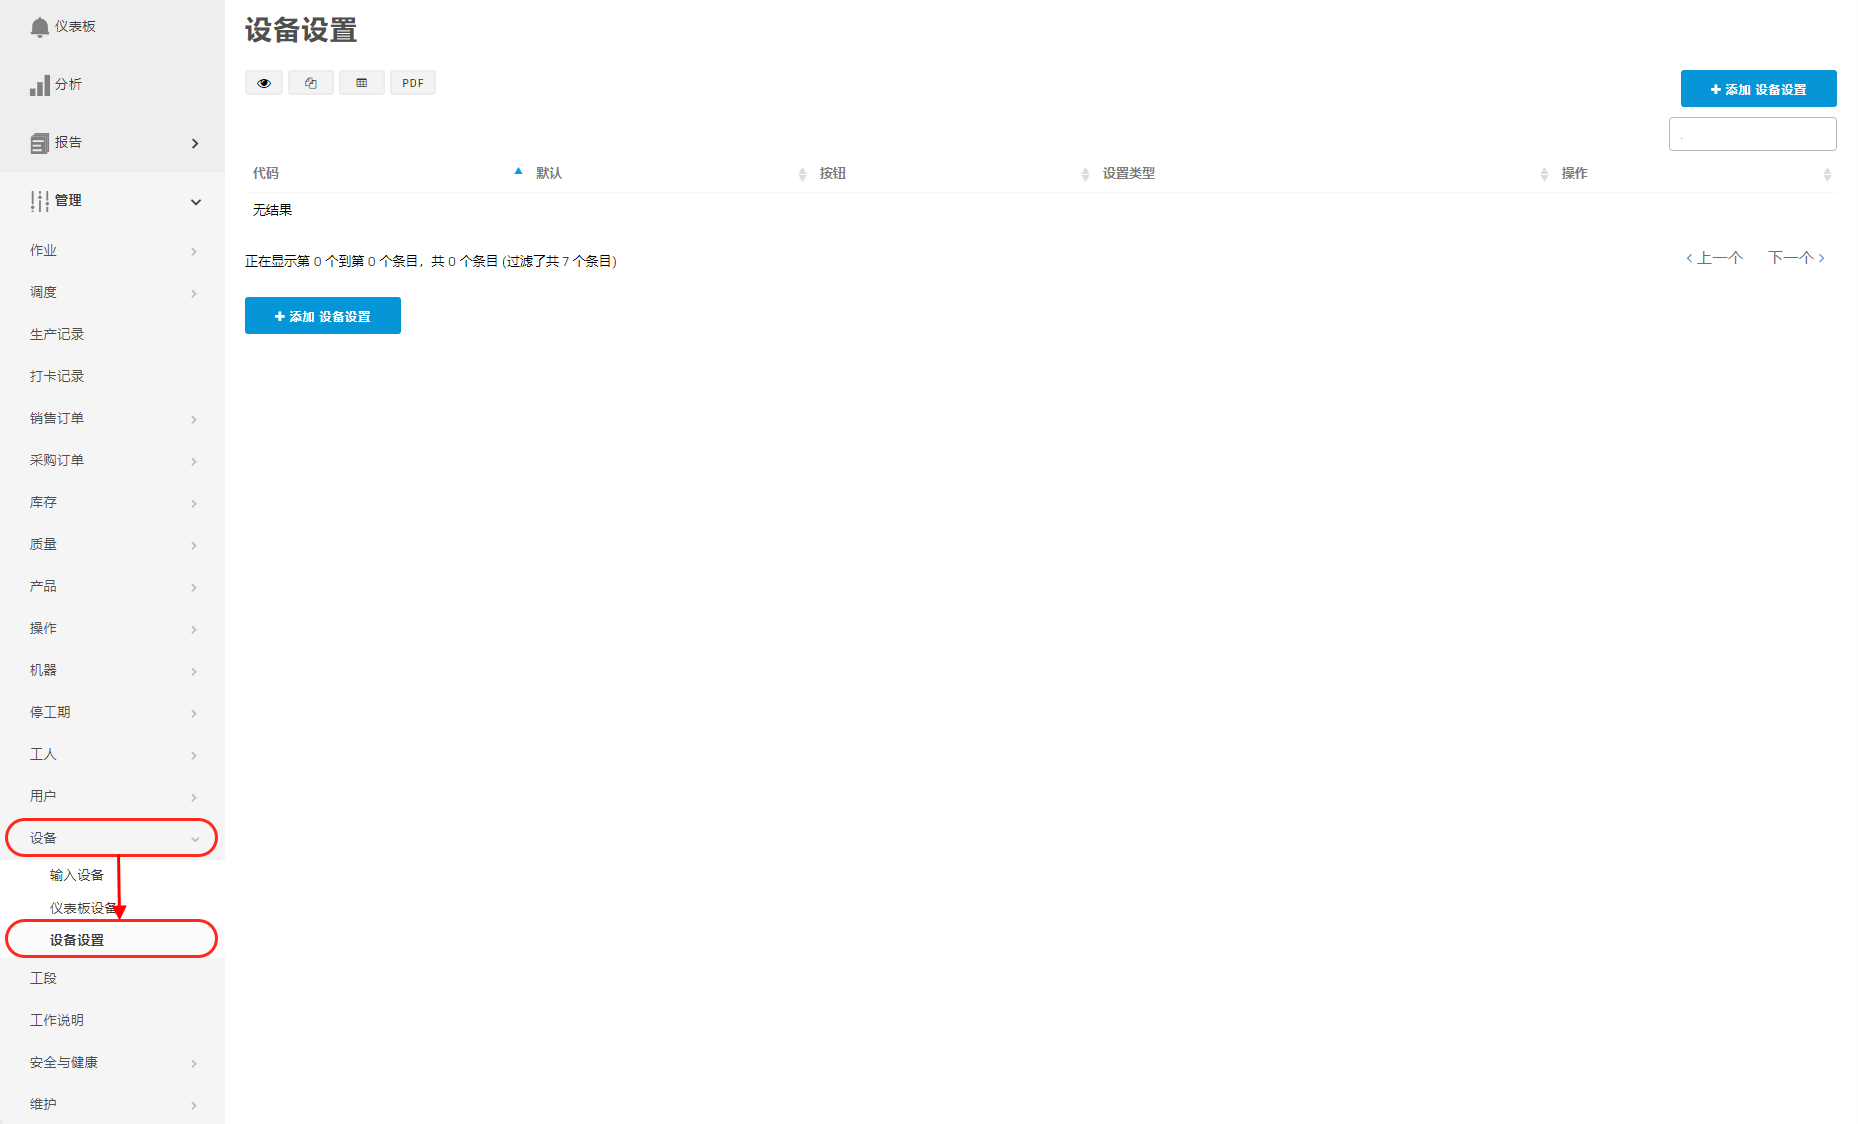 仪表板
分析
报告
管理
作业
调度
生产记录
打卡记录
销售订单
采购订单
库存
质量
产品
操作
机器
停工期
工人
用户
设备
输入设备
仪表板设备
设备设置
工段
工作说明
安全与健康
维护
设备设置
PDF
添加 设备设置
代码 默认 按钮 设置类型 操作
无结果
正在显示第 0 个到第 0 个条目，共 0 个条目 (过滤了共 7 个条目)
上一个 下一个
添加 设备设置